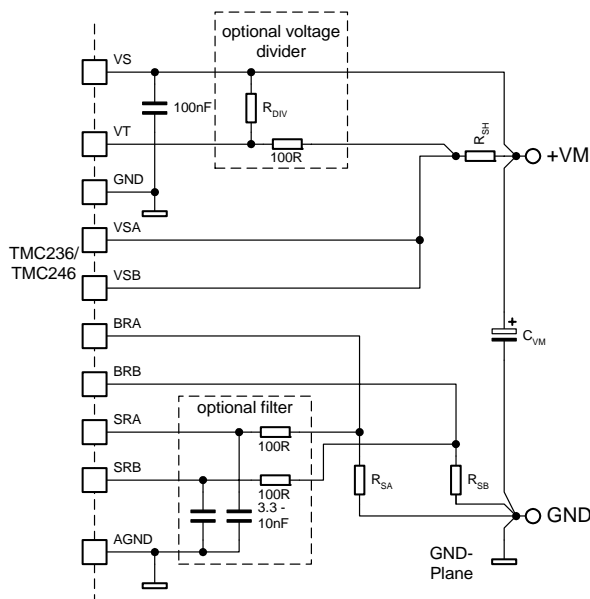 optional voltage
divider
VS
100nF
R_DIV
VT
100R
R_SH
+VM
GND
VSA
TMC236/
TMC246
VSB
BRA
+
C_VM
BRB
optional filter
SRA
100R
SRB
100R
R_SA
R_SB
3.3 -
10nF
GND
AGND
GND-
Plane